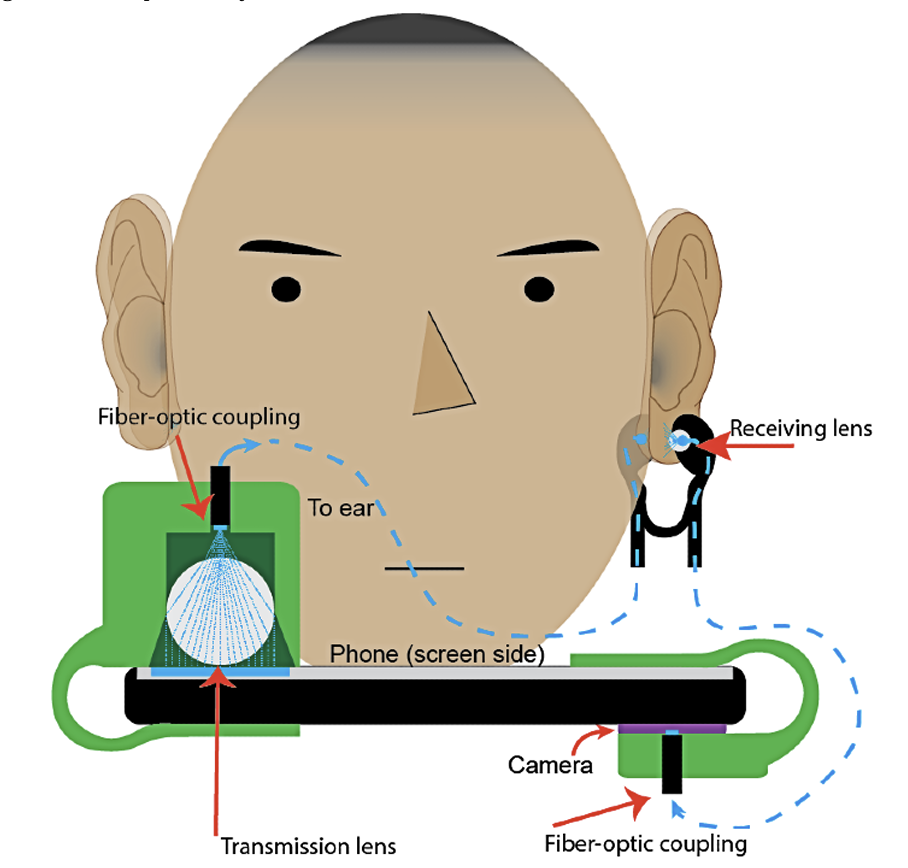 Fiber-optic coupling
Receiving lens
To ear
Phone (screen side)
Camera
Transmission lens
Fiber-optic coupling